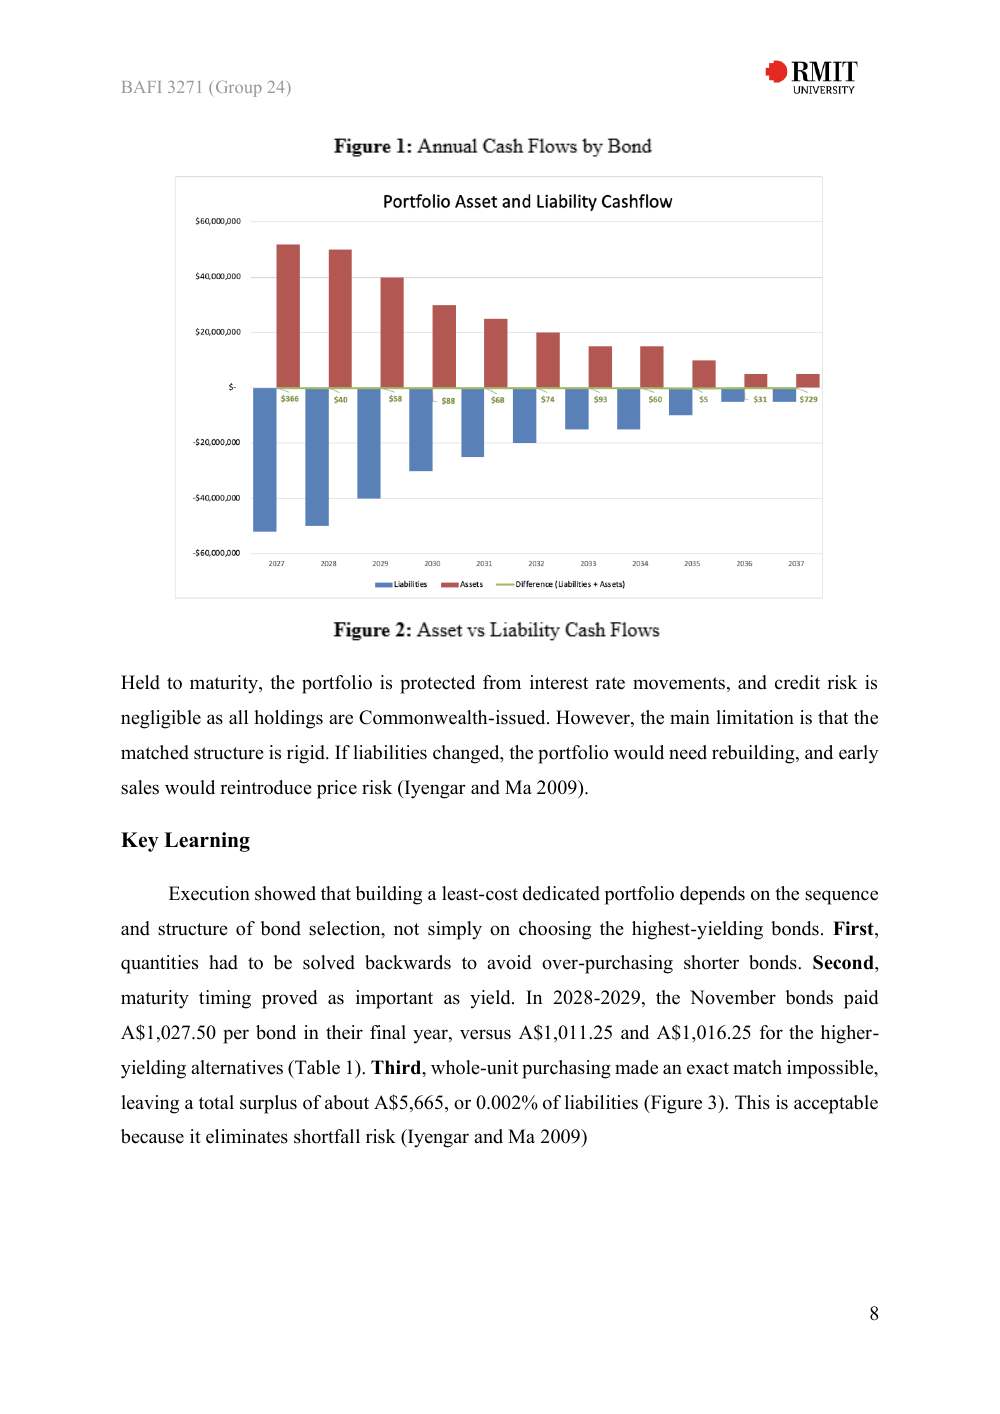 BAFI 3271 (Group 24)
RMIT
UNIVERSITY
Figure 1: Annual Cash Flows by Bond
Portfolio Asset and Liability Cashflow
$60,000,000
$40,000,000
$20,000,000
$-
$366 $40 $58 $88 $68 $74 $93 $60 $5 $31 $729
-$20,000,000
-$40,000,000
-$60,000,000
2027 2028 2029 2030 2031 2032 2033 2034 2035 2036 2037
Liabilities Assets Difference (Liabilities + Assets)
Figure 2: Asset vs Liability Cash Flows
Held to maturity, the portfolio is protected from interest rate movements, and credit risk is
negligible as all holdings are Commonwealth-issued. However, the main limitation is that the
matched structure is rigid. If liabilities changed, the portfolio would need rebuilding, and early
sales would reintroduce price risk (Iyengar and Ma 2009).
Key Learning
Execution showed that building a least-cost dedicated portfolio depends on the sequence
and structure of bond selection, not simply on choosing the highest-yielding bonds. First,
quantities had to be solved backwards to avoid over-purchasing shorter bonds. Second,
maturity timing proved as important as yield. In 2028-2029, the November bonds paid
A$1,027.50 per bond in their final year, versus A$1,011.25 and A$1,016.25 for the higher-
yielding alternatives (Table 1). Third, whole-unit purchasing made an exact match impossible,
leaving a total surplus of about A$5,665, or 0.002% of liabilities (Figure 3). This is acceptable
because it eliminates shortfall risk (Iyengar and Ma 2009)
8